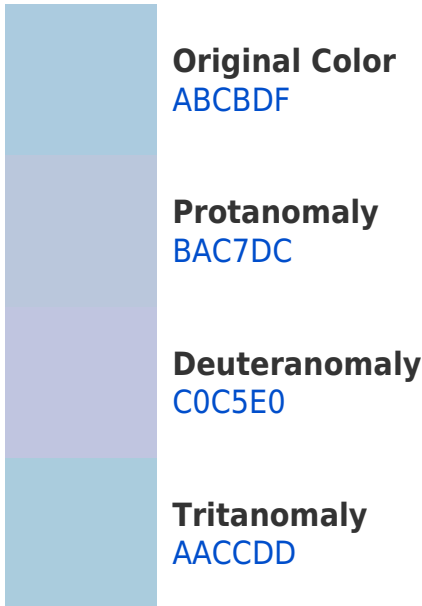 Original Color
ABCBDF
Protanomaly
BAC7DC
Deuteranomaly
C0C5E0
Tritanomaly
AACCDD